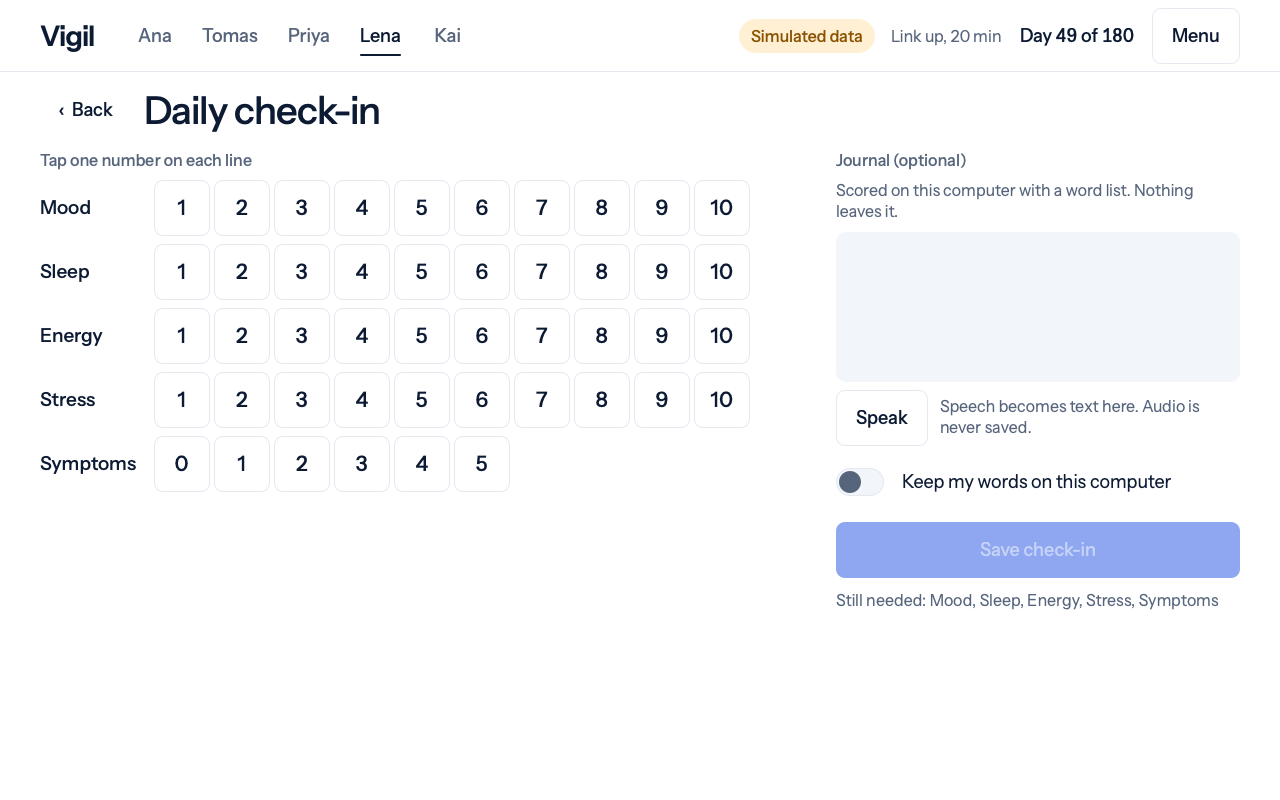 Vigil Ana Tomas Priya Lena Kai Simulated data Link up, 20 min Day 49 of 180 Menu
‹ Back Daily check-in
Tap one number on each line
Mood 1 2 3 4 5 6 7 8 9 10
Sleep 1 2 3 4 5 6 7 8 9 10
Energy 1 2 3 4 5 6 7 8 9 10
Stress 1 2 3 4 5 6 7 8 9 10
Symptoms 0 1 2 3 4 5
Journal (optional)
Scored on this computer with a word list. Nothing
leaves it.
Speak
Speech becomes text here. Audio is
never saved.
Keep my words on this computer
Save check-in
Still needed: Mood, Sleep, Energy, Stress, Symptoms